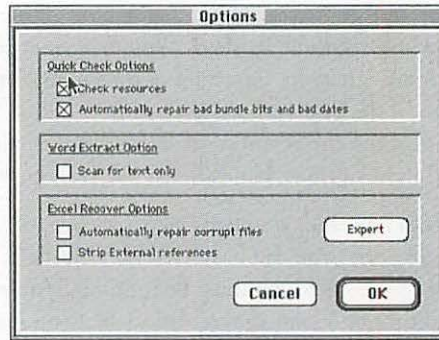 Options
Quick Check Options
Check resources
Automatically repair bad bundle bits and bad dates
Word Extract Option
Scan for text only
Excel Recover Options
Automatically repair corrupt files
Expert
Strip External references
Cancel
OK